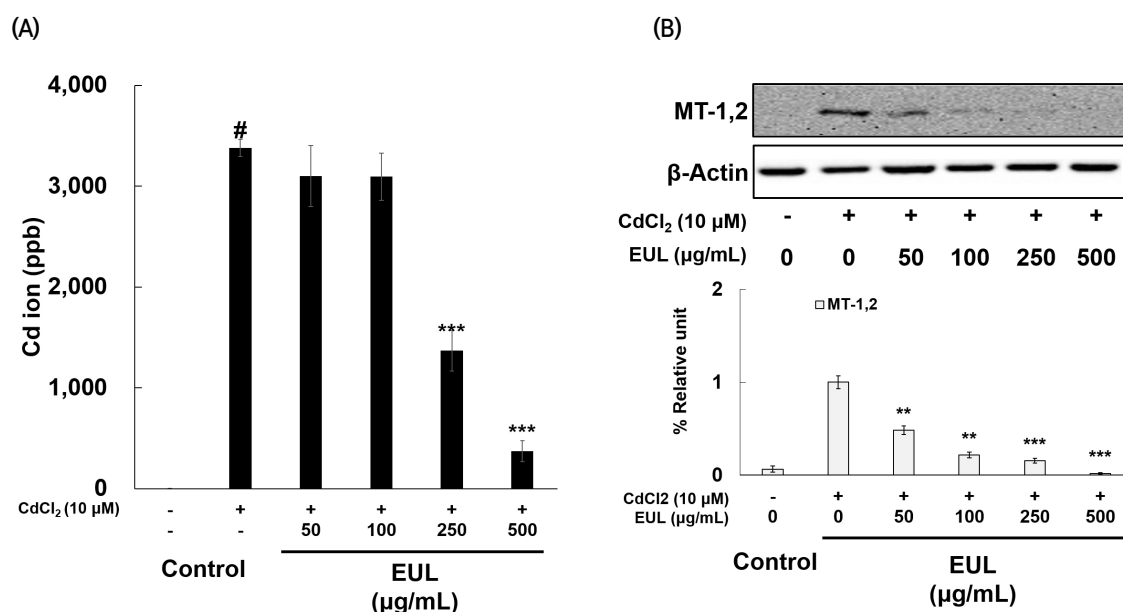 (A)
4,000
3,000
2,000
1,000
0
Cd ion (ppb)
#
***
***
CdCl₂ (10 µM) - + + + + +
- - 50 100 250 500
Control EUL
(µg/mL)
(B)
MT-1,2
β-Actin
CdCl₂ (10 µM) - + + + + +
EUL (µg/mL) 0 0 50 100 250 500
2
1
0
% Relative unit
MT-1,2
**
**
***
***
CdCl2 (10 µM) - + + + + +
EUL (µg/mL) 0 0 50 100 250 500
Control EUL
(µg/mL)